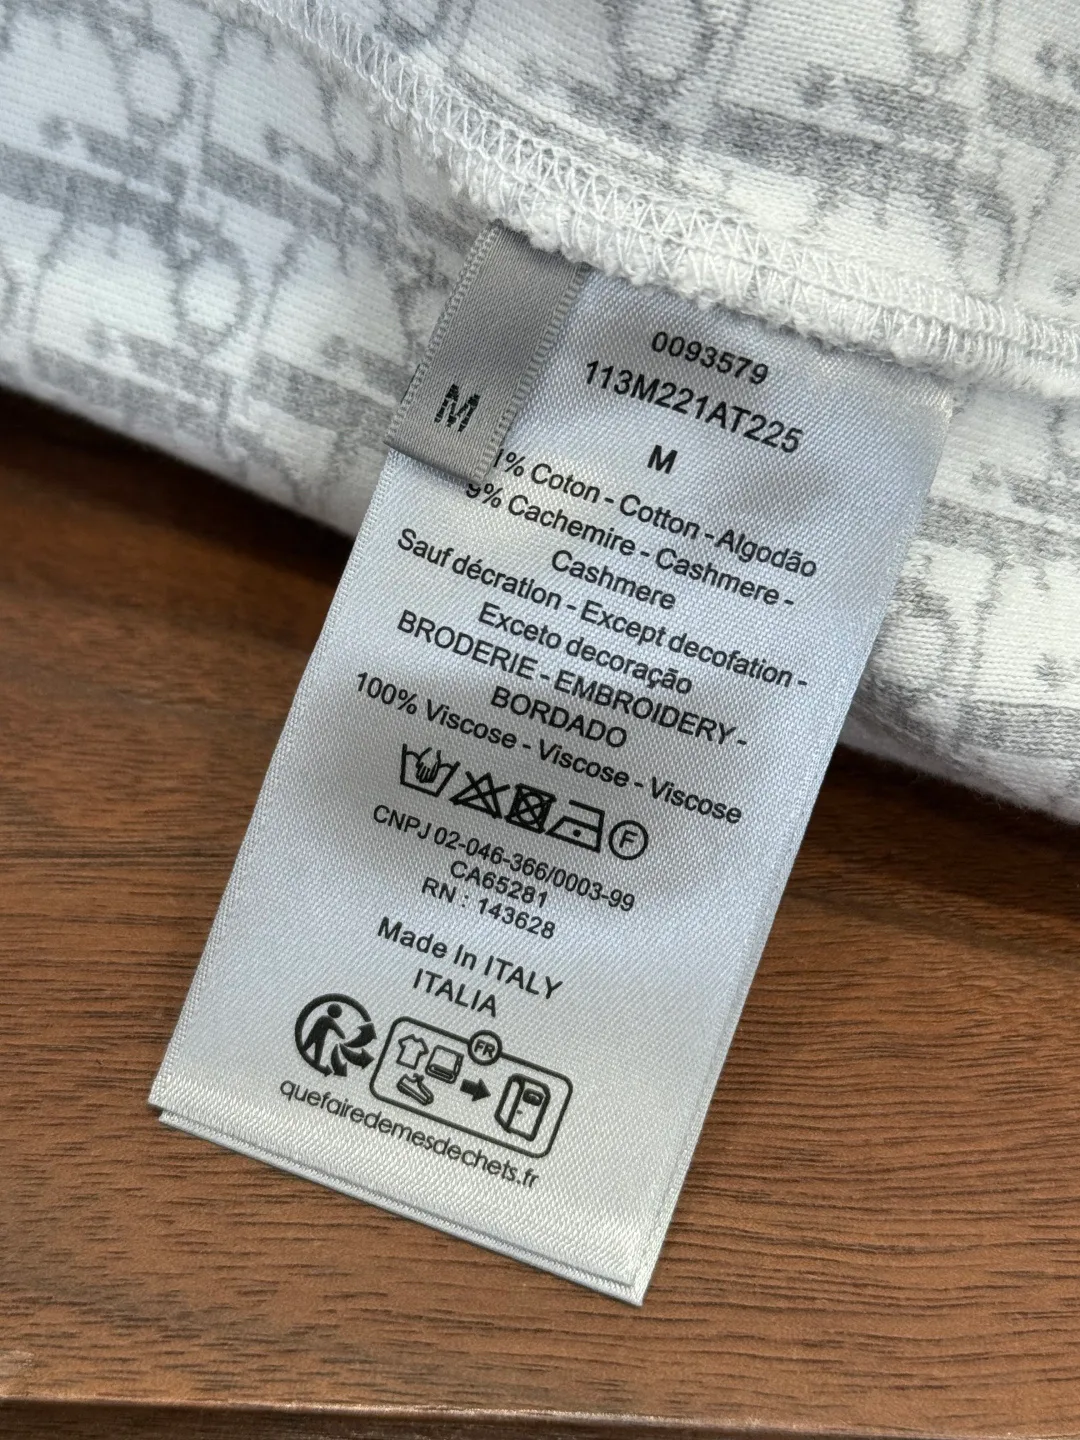 M
0093579
113M221AT225
M
1% Coton - Cotton - Algodão
9% Cachemire - Cashmere -
Cashmere
Sauf décration - Except decofation -
Exceto decoração
BRODERIE - EMBROIDERY -
BORDADO
100% Viscose - Viscose - Viscose
F
CNPJ 02-046-366/0003-99
CA65281
RN : 143628
Made In ITALY
ITALIA
FR
quefairedemesdechets.fr